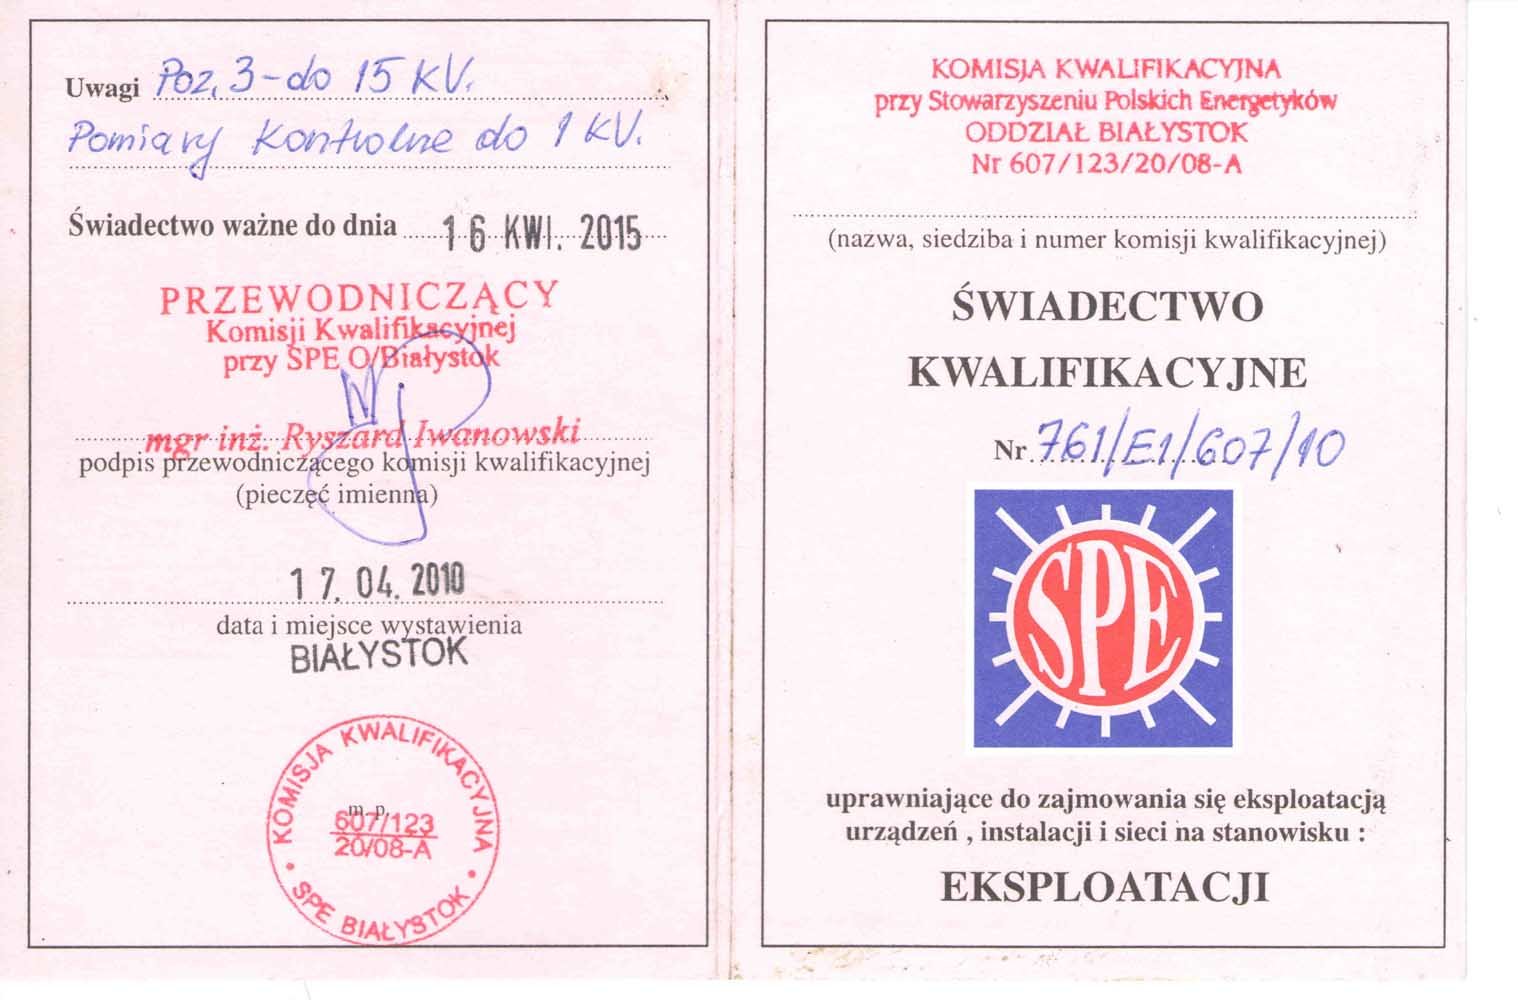 Uwagi Poz. 3 - do 15 kV.
Pomiary Kontrolne do 1 kV.
Świadectwo ważne do dnia 16 KWI. 2015
PRZEWODNICZĄCY
Komisji Kwalifikacyjnej
przy SPE O/Białystok
mgr inż. Ryszard Iwanowski
podpis przewodniczącego komisji kwalifikacyjnej
(pieczęć imienna)
17. 04. 2010
data i miejsce wystawienia
BIAŁYSTOK
KOMISJA KWALIFIKACYJNA
m. p.
607/123
20/08-A
• SPE BIAŁYSTOK •
KOMISJA KWALIFIKACYJNA
przy Stowarzyszeniu Polskich Energetyków
ODDZIAŁ BIAŁYSTOK
Nr 607/123/20/08-A
(nazwa, siedziba i numer komisji kwalifikacyjnej)
ŚWIADECTWO
KWALIFIKACYJNE
Nr 761/E1/607/10
SPE
uprawniające do zajmowania się eksploatacją
urządzeń , instalacji i sieci na stanowisku :
EKSPLOATACJI